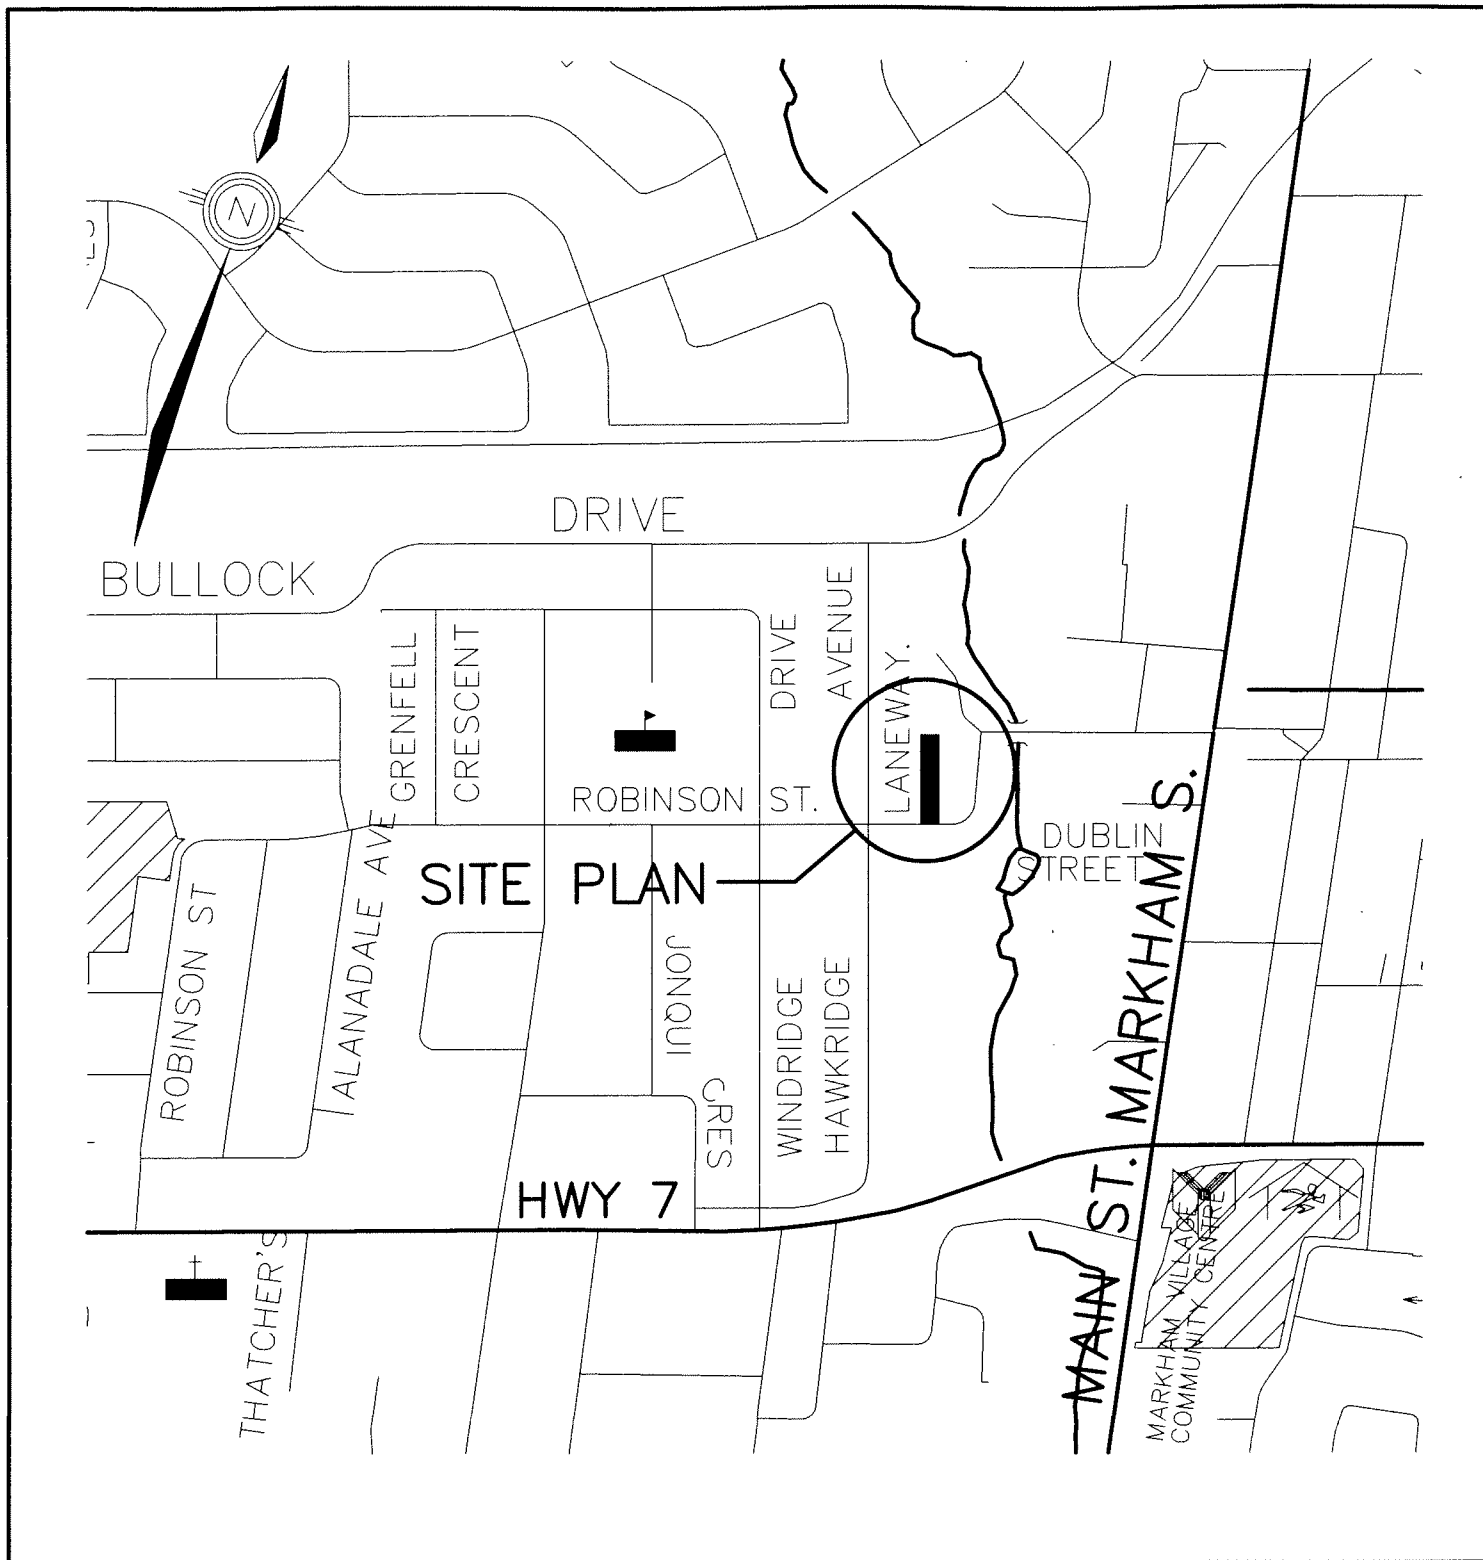 N
DRIVE
BULLOCK
GRENFELL
CRESCENT
DRIVE
AVENUE
LANEWAY.
ROBINSON ST.
DUBLIN
STREET
SITE PLAN
ROBINSON ST
ALANADALE AVE
JONQUI
CRES
WINDRIDGE
HAWKRIDGE
MAIN ST. MARKHAM S.
HWY 7
THATCHER'S
MARKHAM VILLAGE
COMMUNITY CENTRE